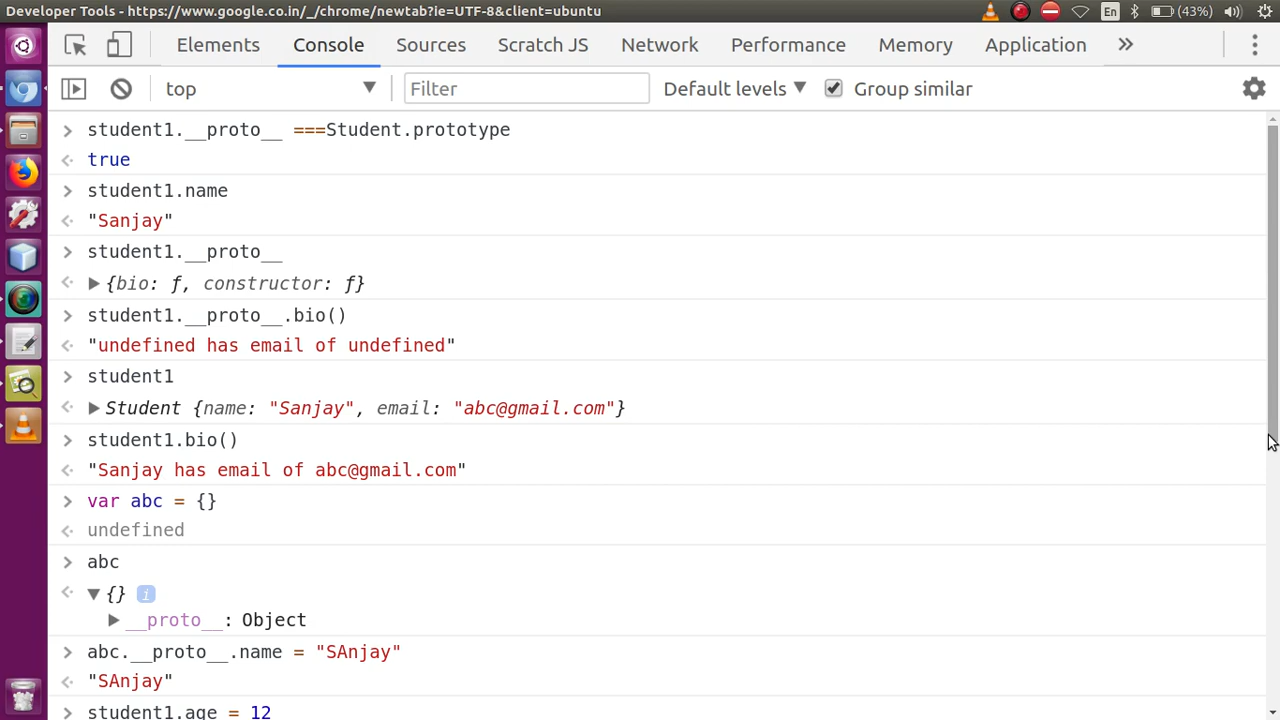 Developer Tools - https://www.google.co.in/_/chrome/newtab?ie=UTF-8&client=ubuntu
En
(43%)
Elements Console Sources Scratch JS Network Performance Memory Application »
top Filter Default levels Group similar
student1.__proto__ ===Student.prototype
true
student1.name
"Sanjay"
student1.__proto__
{bio: ƒ, constructor: ƒ}
student1.__proto__.bio()
"undefined has email of undefined"
student1
Student {name: "Sanjay", email: "abc@gmail.com"}
student1.bio()
"Sanjay has email of abc@gmail.com"
var abc = {}
undefined
abc
{} i
__proto__: Object
abc.__proto__.name = "SAnjay"
"SAnjay"
student1.age = 12